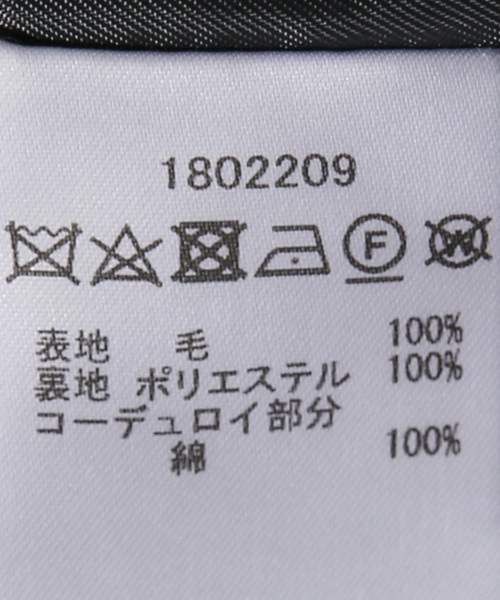 1802209
F W
表地 毛 100%
裏地 ポリエステル 100%
コーデュロイ部分
綿 100%